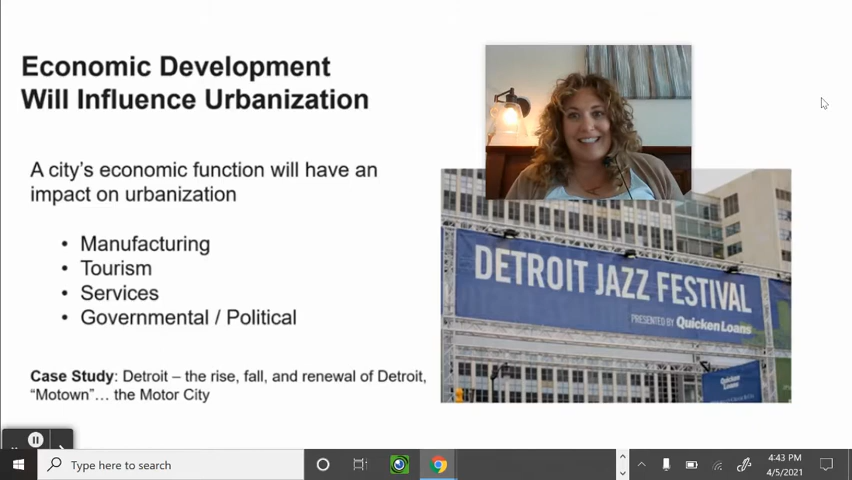 Economic Development
Will Influence Urbanization
A city's economic function will have an
impact on urbanization
• Manufacturing
• Tourism
• Services
• Governmental / Political
Case Study: Detroit – the rise, fall, and renewal of Detroit,
"Motown"... the Motor City
DETROIT JAZZ FESTIVAL
PRESENTED BY Quicken Loans
Quicken
Loans
Type here to search
4:43 PM
4/5/2021